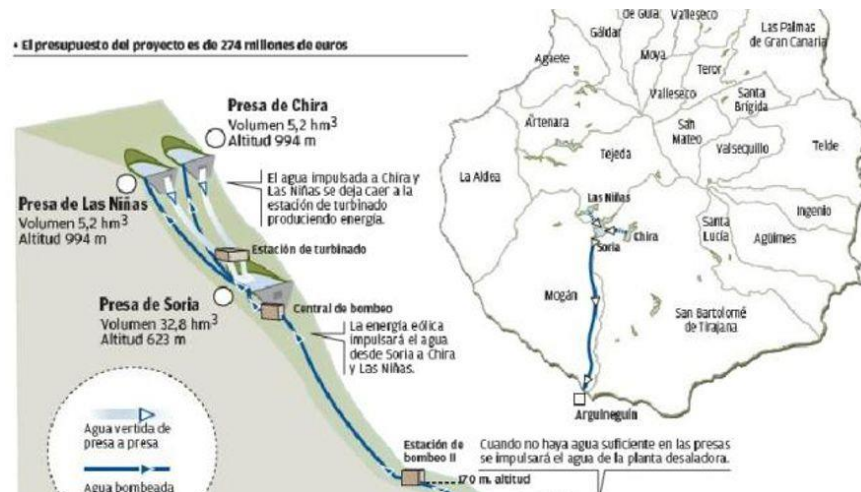 • El presupuesto del proyecto es de 274 millones de euros
Presa de Chira
Volumen 5,2 hm³
Altitud 994 m
El agua impulsada a Chira y
Las Niñas se deja caer a la
estación de turbinado
produciendo energía.
Presa de Las Niñas
Volumen 5,2 hm³
Altitud 994 m
Estación de turbinado
Presa de Soria
Volumen 32,8 hm³
Altitud 623 m
Central de bombeo
La energía eólica
impulsará el agua
desde Soria a Chira
y Las Niñas.
Agua vertida de
presa a presa
Agua bombeada
Estación de
bombeo II
170 m. altitud
Cuando no haya agua suficiente en las presas
se impulsará el agua de la planta desaladora.
de Guía
Valleseco
Gáldar
Las Palmas
de Gran Canaria
Agaete
Moya
Teror
Valleseco
Santa
Brígida
Artenara
San
Mateo
Valsequillo
Telde
Tejeda
La Aldea
Las Niñas
Ingenio
Santa
Lucía
Chira
Agüimes
Soria
Mogán
San Bartolomé
de Tirajana
Arguineguín